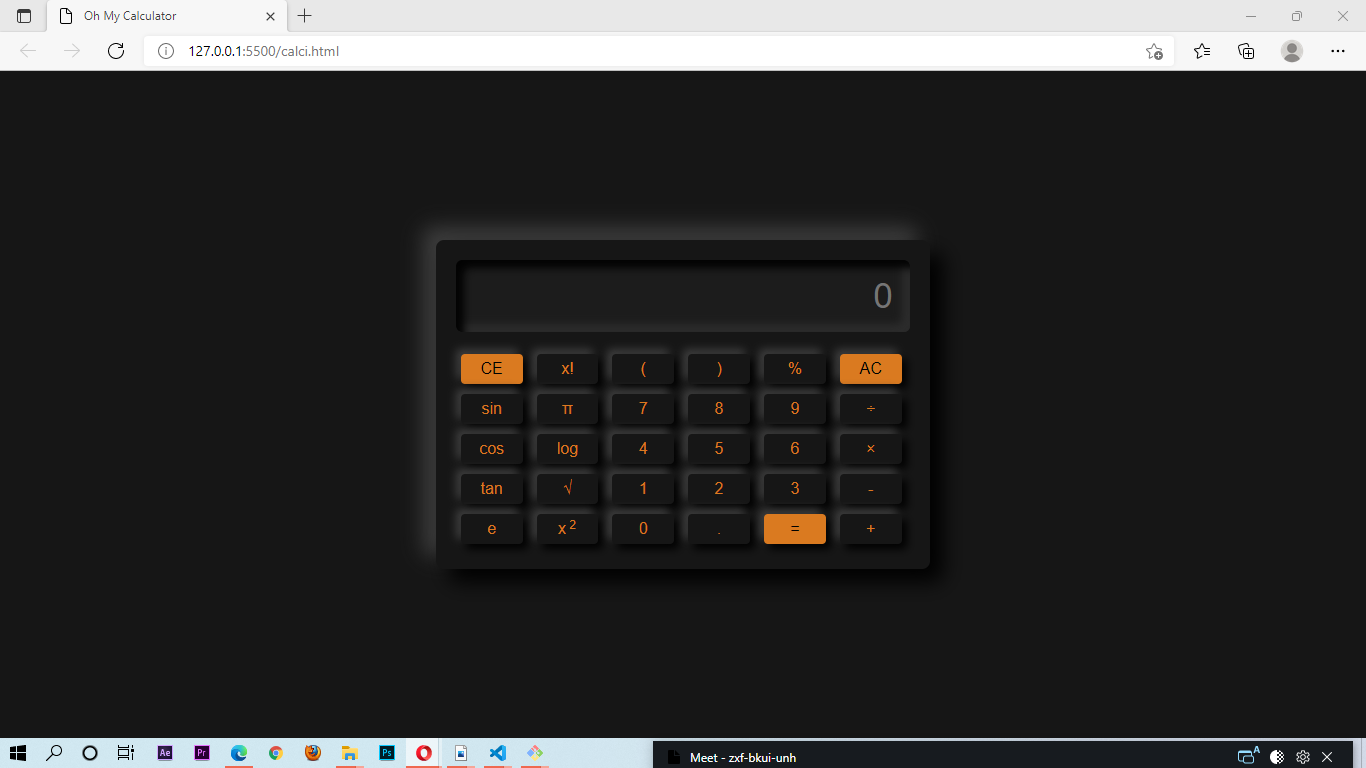 Oh My Calculator
127.0.0.1:5500/calci.html
0
CE x! ( ) % AC
sin π 7 8 9 ÷
cos log 4 5 6 ×
tan √ 1 2 3 -
e x² 0 . = +
Ae Pr Ps
Meet - zxf-bkui-unh A